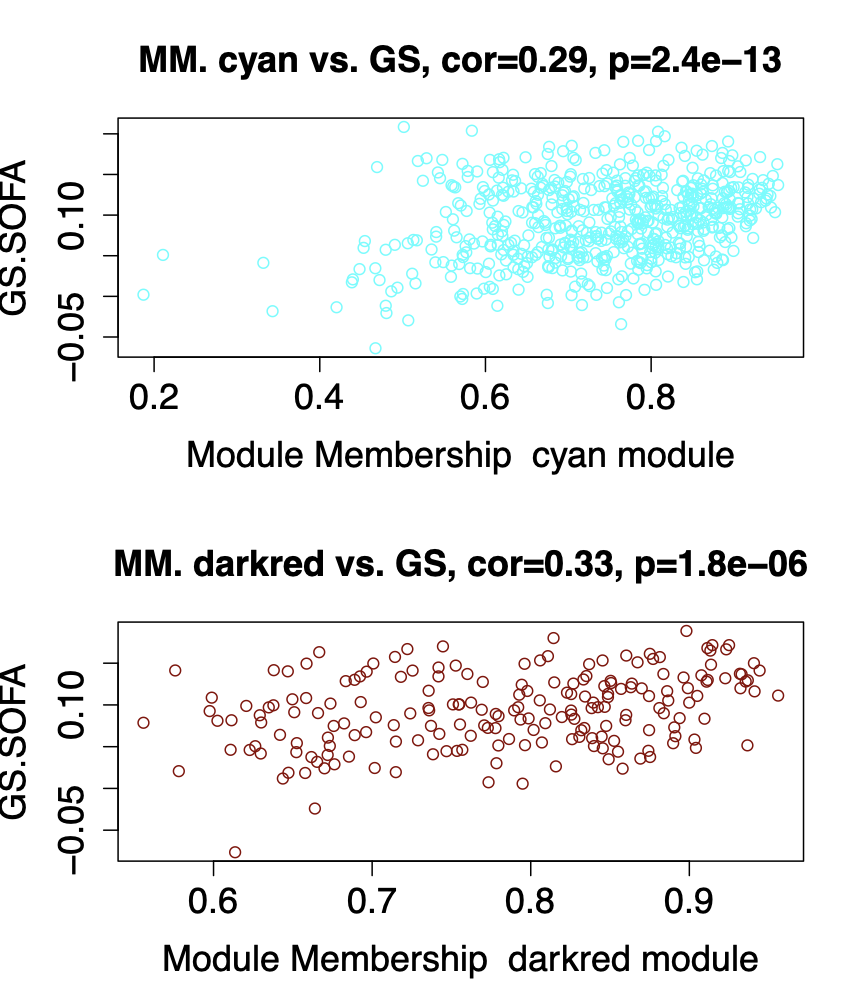 MM. cyan vs. GS, cor=0.29, p=2.4e−13
GS.SOFA
0.10
−0.05
0.2 0.4 0.6 0.8
Module Membership  cyan module
MM. darkred vs. GS, cor=0.33, p=1.8e−06
GS.SOFA
0.10
−0.05
0.6 0.7 0.8 0.9
Module Membership  darkred module